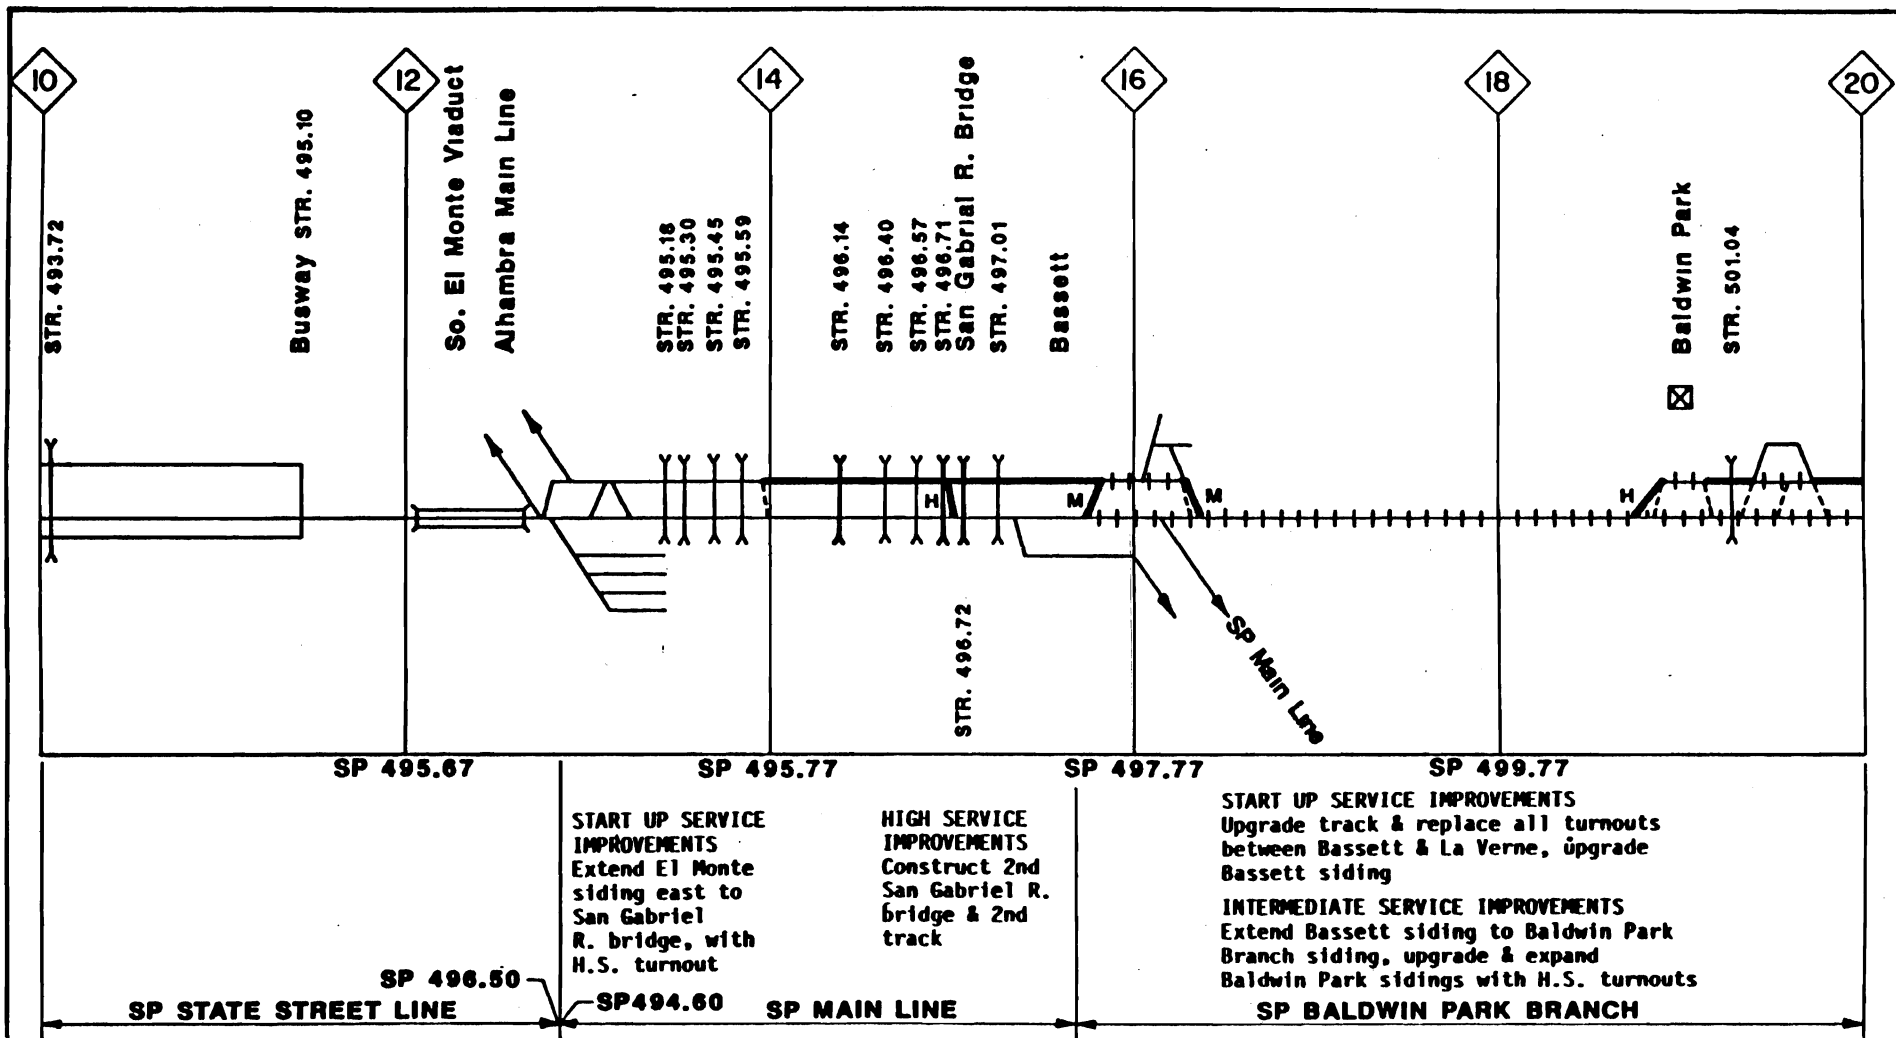 10
12
14
16
18
20
STR. 493.72
Busway STR. 495.10
So. El Monte Viaduct
Alhambra Main Line
STR. 495.18
STR. 495.30
STR. 495.45
STR. 495.59
STR. 496.14
STR. 496.40
STR. 496.57
STR. 496.71
San Gabrial R. Bridge
STR. 497.01
Bassett
Baldwin Park
STR. 501.04
H
M
M
H
STR. 496.72
SP Main Line
SP 495.67
SP 495.77
SP 497.77
SP 499.77
START UP SERVICE
IMPROVEMENTS
Extend El Monte
siding east to
San Gabriel
R. bridge, with
H.S. turnout
HIGH SERVICE
IMPROVEMENTS
Construct 2nd
San Gabriel R.
bridge & 2nd
track
START UP SERVICE IMPROVEMENTS
Upgrade track & replace all turnouts
between Bassett & La Verne, upgrade
Bassett siding
INTERMEDIATE SERVICE IMPROVEMENTS
Extend Bassett siding to Baldwin Park
Branch siding, upgrade & expand
Baldwin Park sidings with H.S. turnouts
SP 496.50
SP494.60
SP STATE STREET LINE
SP MAIN LINE
SP BALDWIN PARK BRANCH